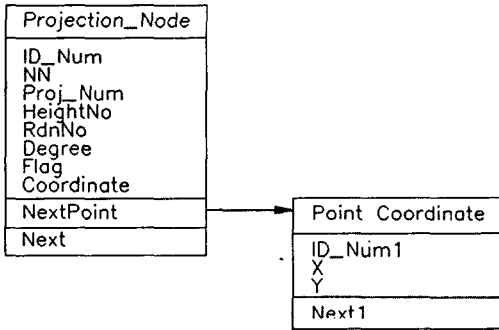 Projection_Node
ID_Num
NN
Proj_Num
HeightNo
RdnNo
Degree
Flag
Coordinate
NextPoint
Next
Point Coordinate
ID_Num1
X
Y
Next1